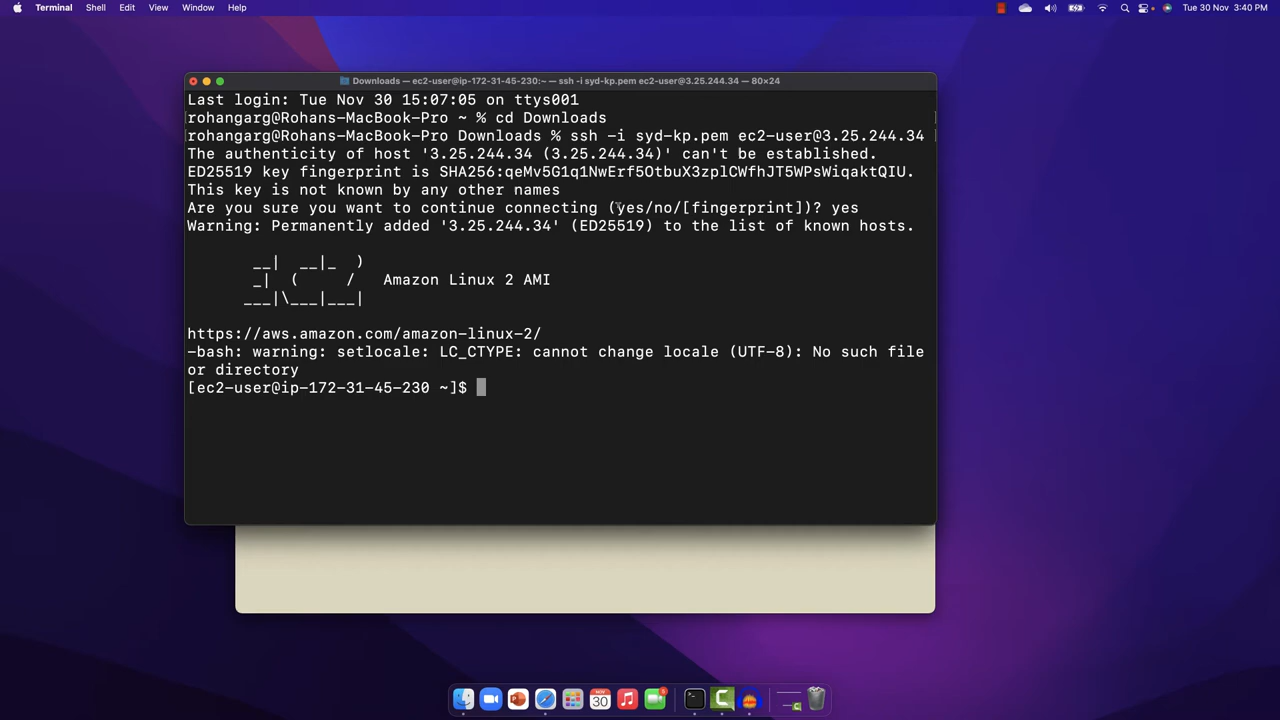 Terminal Shell Edit View Window Help Tue 30 Nov 3:40 PM
Downloads — ec2-user@ip-172-31-45-230:~ — ssh -i syd-kp.pem ec2-user@3.25.244.34 — 80×24
Last login: Tue Nov 30 15:07:05 on ttys001
rohangarg@Rohans-MacBook-Pro ~ % cd Downloads
rohangarg@Rohans-MacBook-Pro Downloads % ssh -i syd-kp.pem ec2-user@3.25.244.34
The authenticity of host '3.25.244.34 (3.25.244.34)' can't be established.
ED25519 key fingerprint is SHA256:qeMv5G1q1NwErf5OtbuX3zplCWfhJT5WPsWiqaktQIU.
This key is not known by any other names
Are you sure you want to continue connecting (yes/no/[fingerprint])? yes
Warning: Permanently added '3.25.244.34' (ED25519) to the list of known hosts.
__|  __|_  )
_|  (     /   Amazon Linux 2 AMI
___|\___|___|
https://aws.amazon.com/amazon-linux-2/
-bash: warning: setlocale: LC_CTYPE: cannot change locale (UTF-8): No such file
or directory
[ec2-user@ip-172-31-45-230 ~]$
NOV
30